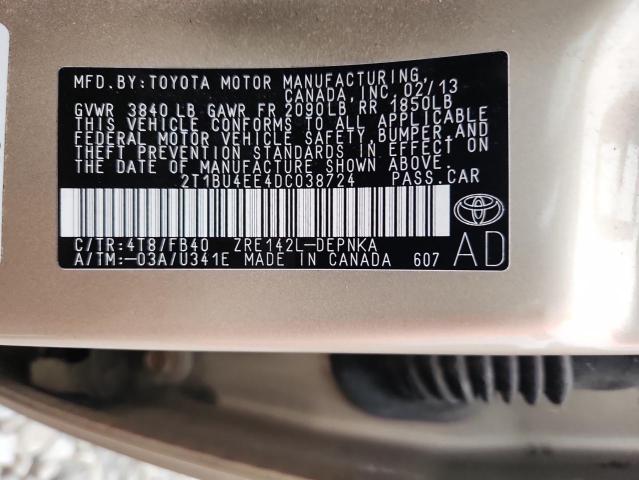 MFD. BY: TOYOTA MOTOR MANUFACTURING,
CANADA, INC. 02/13
GVWR 3840 LB GAWR FR 2090LB RR 1850LB
THIS VEHICLE CONFORMS TO ALL APPLICABLE
FEDERAL MOTOR VEHICLE SAFETY, BUMPER, AND
THEFT PREVENTION STANDARDS IN EFFECT ON
THE DATE OF MANUFACTURE SHOWN ABOVE.
2T1BU4EE4DC038724 PASS. CAR
C/TR: 4T8/FB40 ZRE142L-DEPNKA
A/TM: -03A/U341E MADE IN CANADA 607
AD